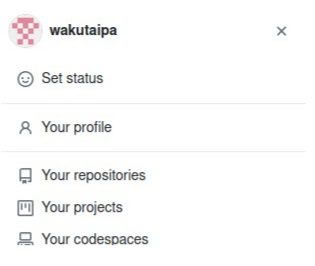 wakutaipa
Set status
Your profile
Your repositories
Your projects
Your codespaces